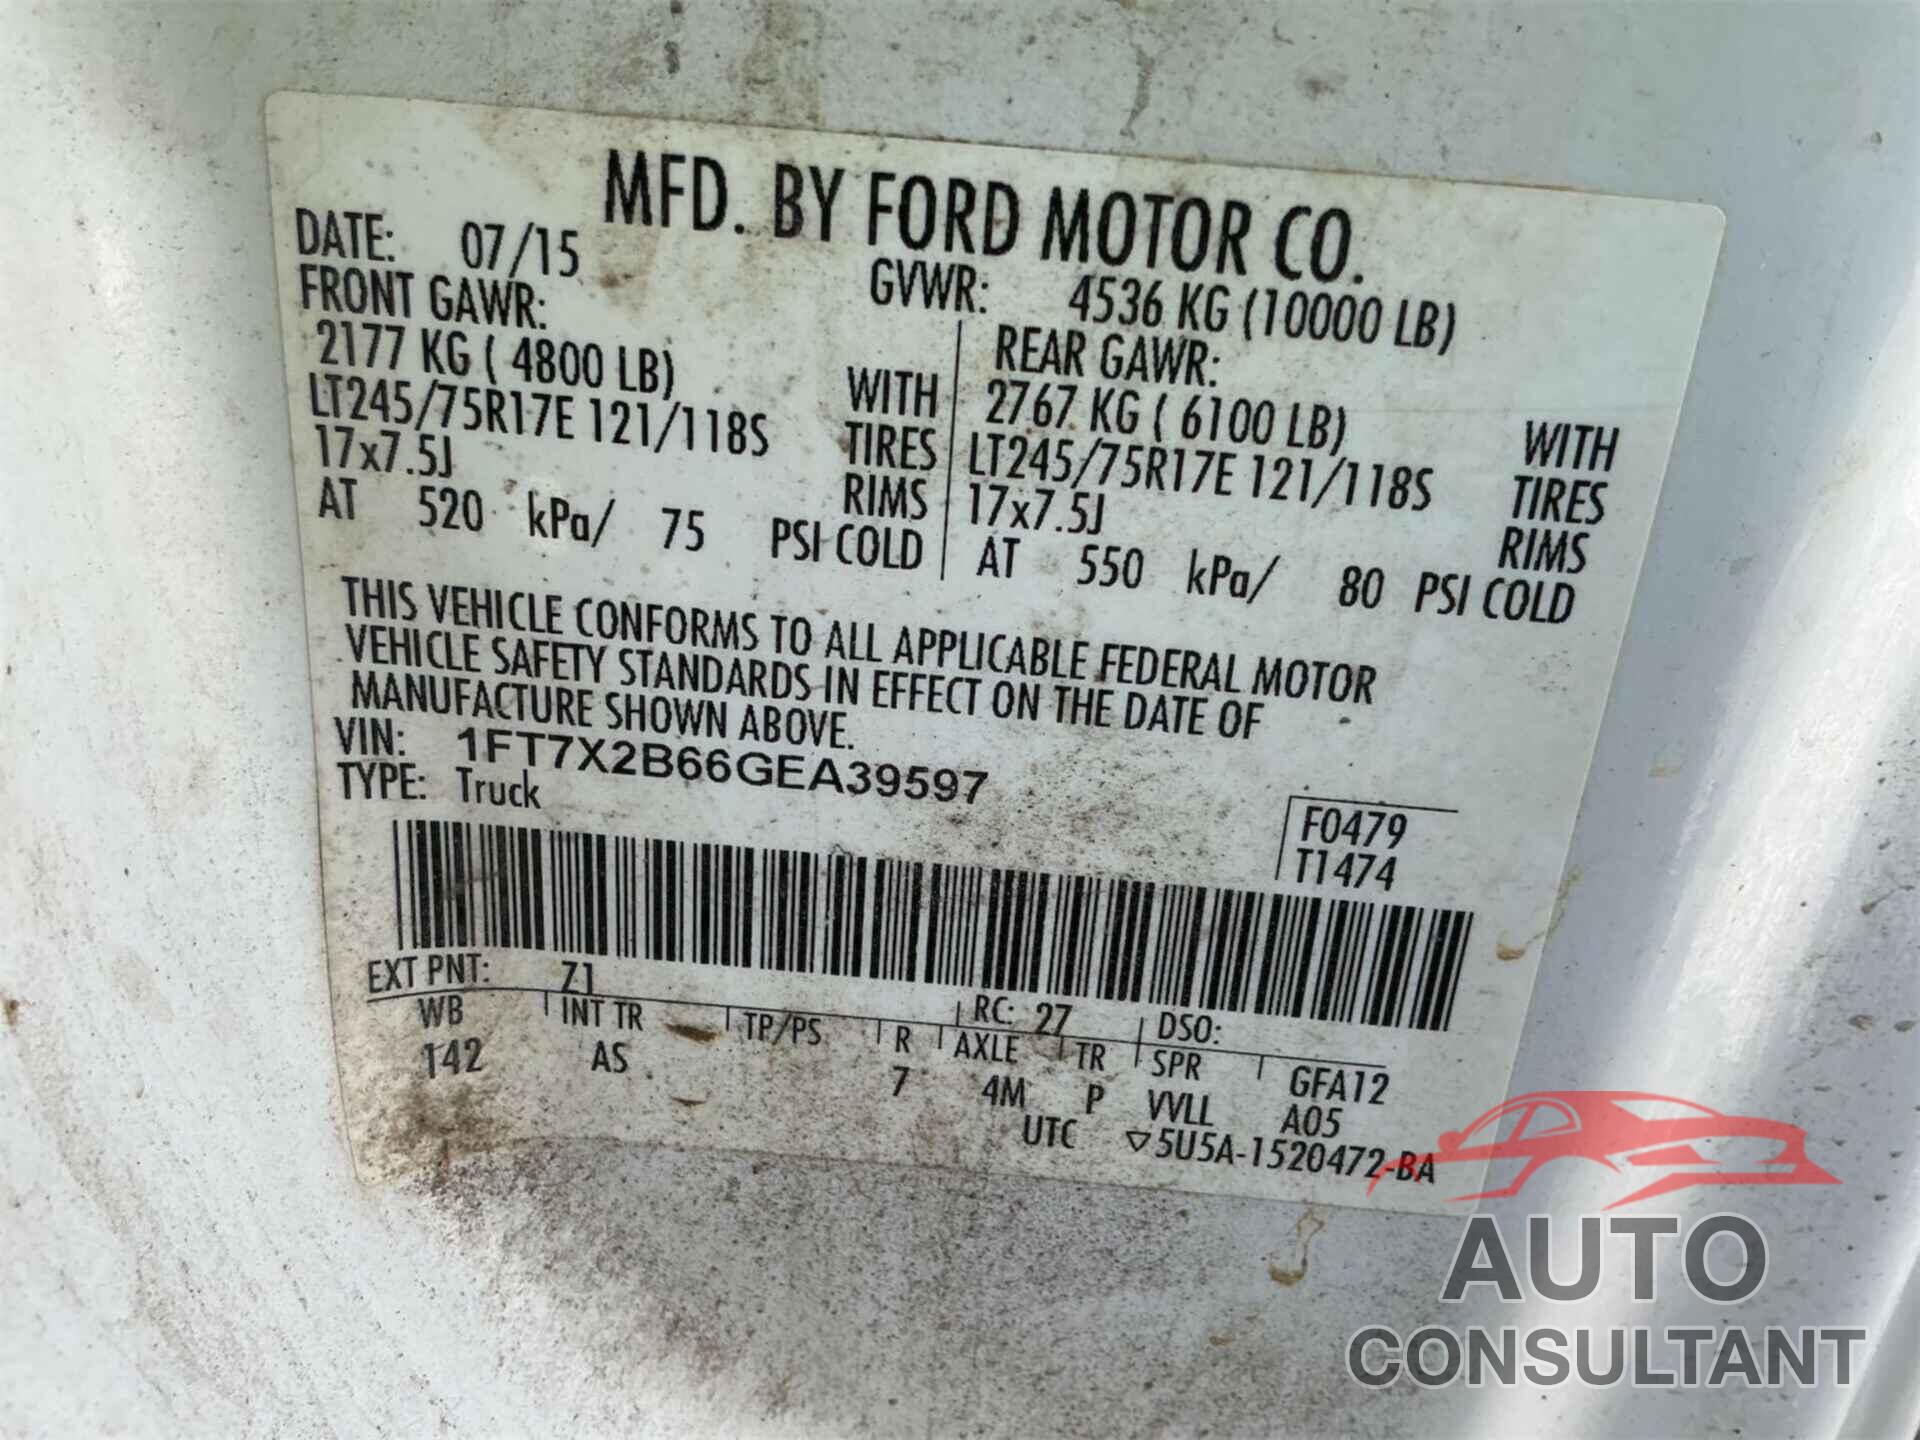 MFD. BY FORD MOTOR CO.
DATE: 07/15 GVWR: 4536 KG (10000 LB)
FRONT GAWR: REAR GAWR:
2177 KG ( 4800 LB) WITH 2767 KG ( 6100 LB) WITH
LT245/75R17E 121/118S TIRES LT245/75R17E 121/118S TIRES
17x7.5J RIMS 17x7.5J RIMS
AT 520 kPa/ 75 PSI COLD AT 550 kPa/ 80 PSI COLD
THIS VEHICLE CONFORMS TO ALL APPLICABLE FEDERAL MOTOR
VEHICLE SAFETY STANDARDS IN EFFECT ON THE DATE OF
MANUFACTURE SHOWN ABOVE.
VIN: 1FT7X2B66GEA39597
TYPE: Truck
F0479
T1474
EXT PNT: Z1 RC: 27 DSO:
WB INT TR TP/PS R AXLE TR SPR GFA12
142 AS 7 4M P VVLL A05
UTC ▽5U5A-1520472-BA
AUTO
CONSULTANT